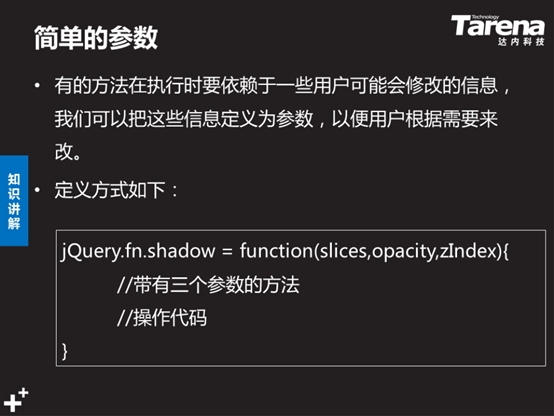 简单的参数
Technology
Tarena
达内科技
• 有的方法在执行时要依赖于一些用户可能会修改的信息，
我们可以把这些信息定义为参数，以便用户根据需要来
改。
知识讲解
• 定义方式如下：
jQuery.fn.shadow = function(slices,opacity,zIndex){
//带有三个参数的方法
//操作代码
}